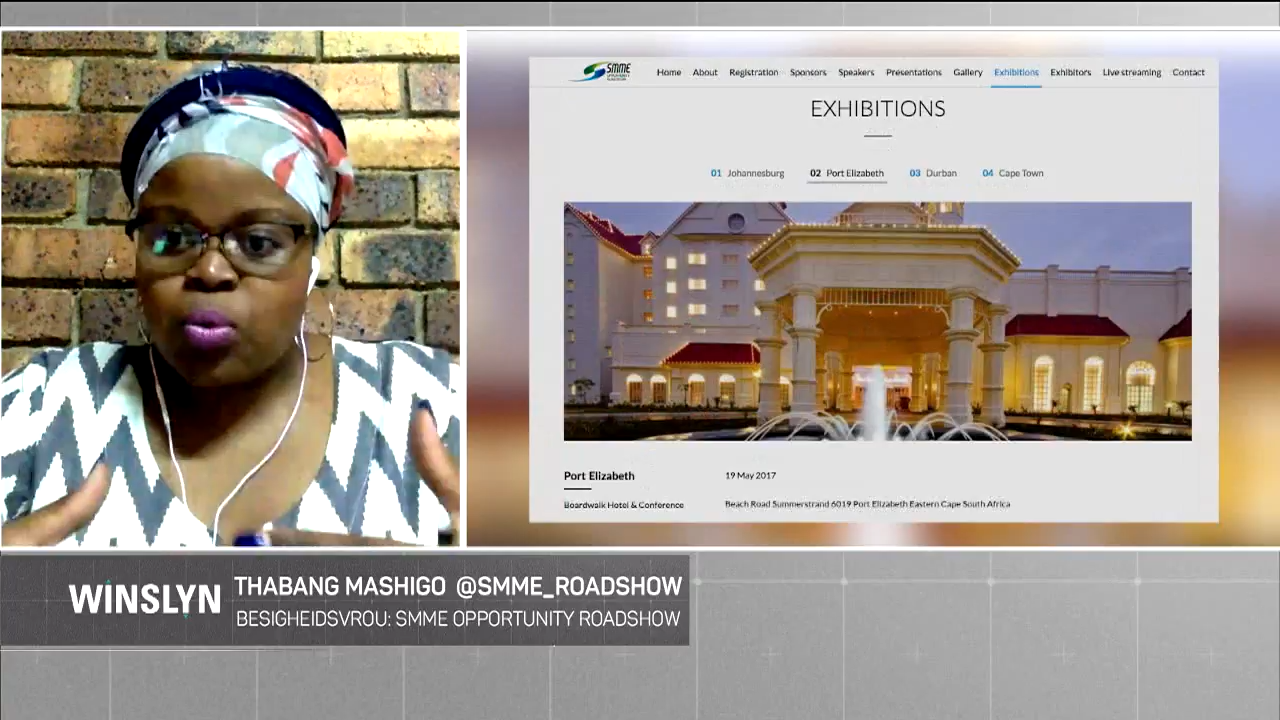 SMME
Home About Registration Sponsors Speakers Presentations Gallery Exhibitions Exhibitors Live streaming Contact
EXHIBITIONS
01 Johannesburg 02 Port Elizabeth 03 Durban 04 Cape Town
Port Elizabeth
19 May 2017
Boardwalk Hotel & Conference
Beach Road Summerstrand 6019 Port Elizabeth Eastern Cape South Africa
WINSLYN
THABANG MASHIGO @SMME_ROADSHOW
BESIGHEIDSVROU: SMME OPPORTUNITY ROADSHOW